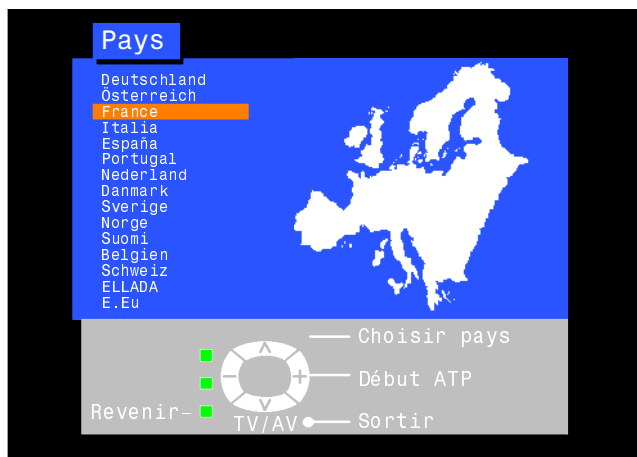 Pays
Deutschland
Österreich
France
Italia
España
Portugal
Nederland
Danmark
Sverige
Norge
Suomi
Belgien
Schweiz
ELLADA
E.Eu
Choisir pays
Début ATP
Revenir
TV/AV
Sortir